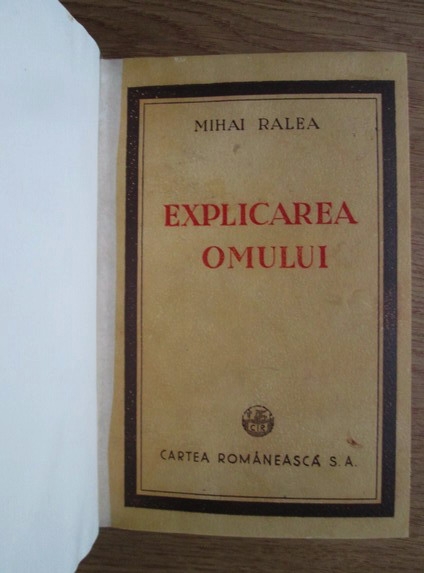 MIHAI RALEA
EXPLICAREA
OMULUI
CARTEA ROMÂNEASCĂ S.A.